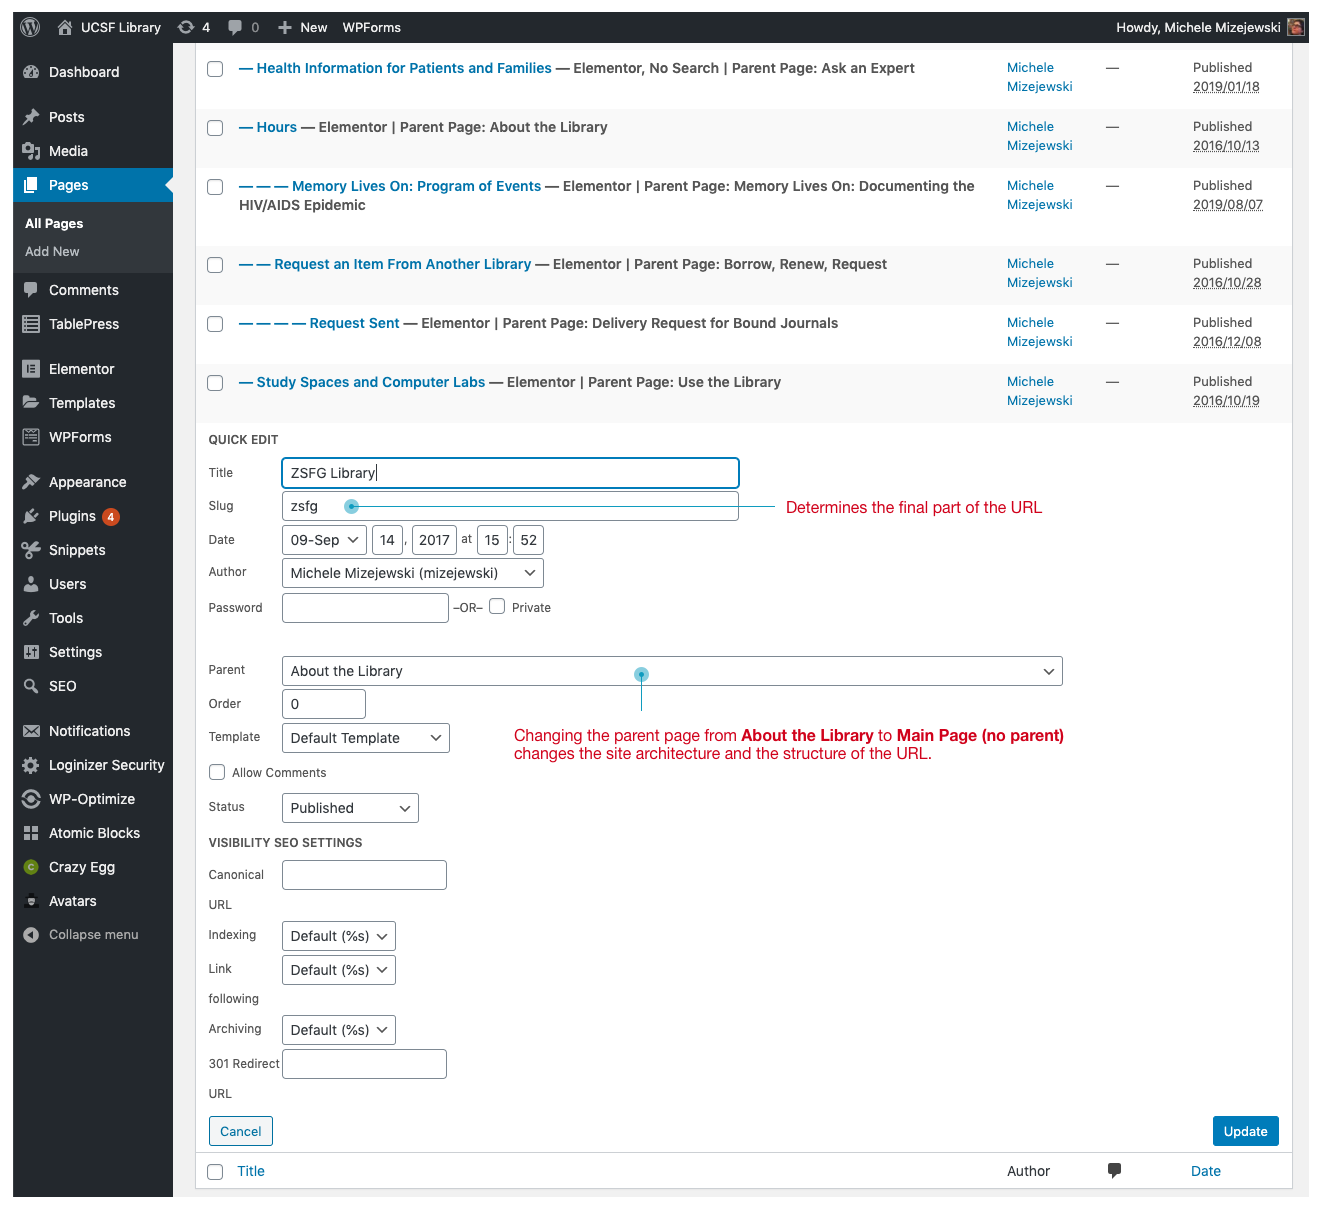 UCSF Library 4 0 New WPForms Howdy, Michele Mizejewski
Dashboard
Posts
Media
Pages
All Pages
Add New
Comments
TablePress
Elementor
Templates
WPForms
Appearance
Plugins 4
Snippets
Users
Tools
Settings
SEO
Notifications
Loginizer Security
WP-Optimize
Atomic Blocks
Crazy Egg
Avatars
Collapse menu
— Health Information for Patients and Families — Elementor, No Search | Parent Page: Ask an Expert
Michele
Mizejewski
—
Published
2019/01/18
— Hours — Elementor | Parent Page: About the Library
Michele
Mizejewski
—
Published
2016/10/13
— — — Memory Lives On: Program of Events — Elementor | Parent Page: Memory Lives On: Documenting the
HIV/AIDS Epidemic
Michele
Mizejewski
—
Published
2019/08/07
— — Request an Item From Another Library — Elementor | Parent Page: Borrow, Renew, Request
Michele
Mizejewski
—
Published
2016/10/28
— — — — Request Sent — Elementor | Parent Page: Delivery Request for Bound Journals
Michele
Mizejewski
—
Published
2016/12/08
— Study Spaces and Computer Labs — Elementor | Parent Page: Use the Library
Michele
Mizejewski
—
Published
2016/10/19
QUICK EDIT
Title ZSFG Library
Slug zsfg
Determines the final part of the URL
Date 09-Sep 14 , 2017 at 15 : 52
Author Michele Mizejewski (mizejewski)
Password –OR– Private
Parent About the Library
Order 0
Template Default Template
Changing the parent page from About the Library to Main Page (no parent)
changes the site architecture and the structure of the URL.
Allow Comments
Status Published
VISIBILITY SEO SETTINGS
Canonical
URL
Indexing Default (%s)
Link Default (%s)
following
Archiving Default (%s)
301 Redirect
URL
Cancel Update
Title Author Date